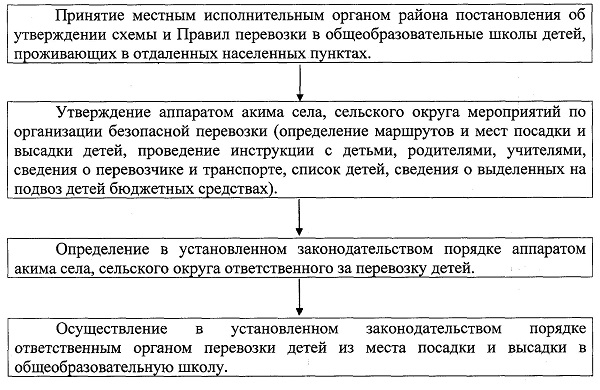 Принятие местным исполнительным органом района постановления об
утверждении схемы и Правил перевозки в общеобразовательные школы детей,
проживающих в отдаленных населенных пунктах.
Утверждение аппаратом акима села, сельского округа мероприятий по
организации безопасной перевозки (определение маршрутов и мест посадки и
высадки детей, проведение инструкции с детьми, родителями, учителями,
сведения о перевозчике и транспорте, список детей, сведения о выделенных на
подвоз детей бюджетных средствах).
Определение в установленном законодательством порядке аппаратом
акима села, сельского округа ответственного за перевозку детей.
Осуществление в установленном законодательством порядке
ответственным органом перевозки детей из места посадки и высадки в
общеобразовательную школу.